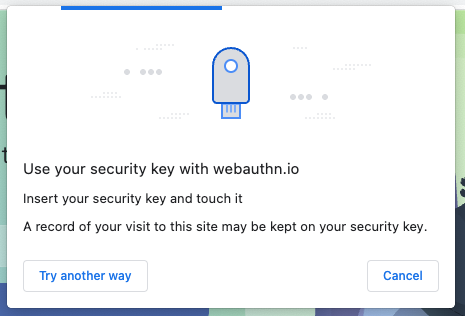 Use your security key with webauthn.io
Insert your security key and touch it
A record of your visit to this site may be kept on your security key.
Try another way
Cancel